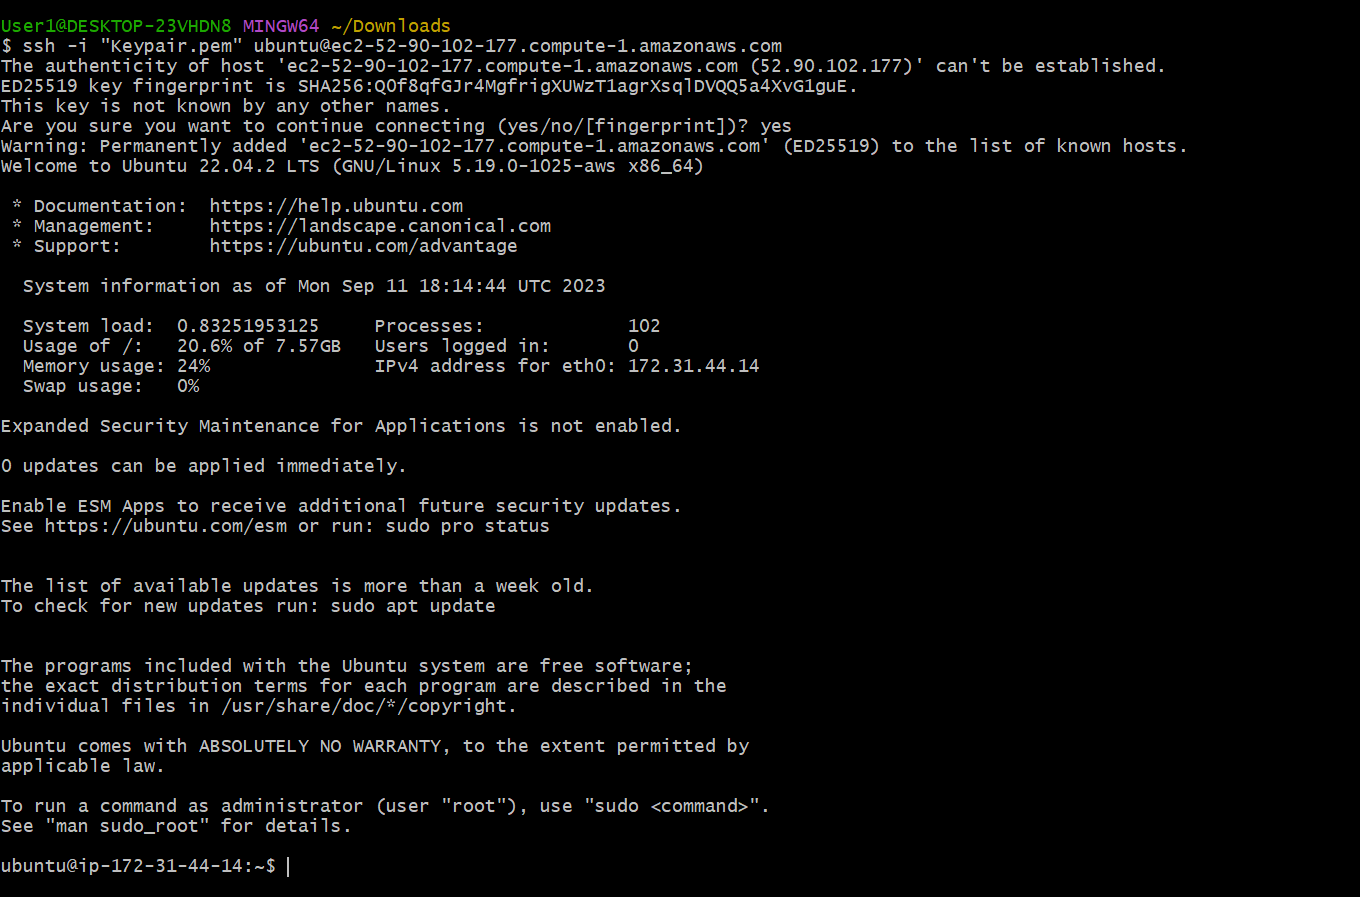 User1@DESKTOP-23VHDN8 MINGW64 ~/Downloads
$ ssh -i "Keypair.pem" ubuntu@ec2-52-90-102-177.compute-1.amazonaws.com
The authenticity of host 'ec2-52-90-102-177.compute-1.amazonaws.com (52.90.102.177)' can't be established.
ED25519 key fingerprint is SHA256:QOf8qfGJr4MgfrigXUWzT1agrXsqlDVQQ5a4XvG1guE.
This key is not known by any other names.
Are you sure you want to continue connecting (yes/no/[fingerprint])? yes
Warning: Permanently added 'ec2-52-90-102-177.compute-1.amazonaws.com' (ED25519) to the list of known hosts.
Welcome to Ubuntu 22.04.2 LTS (GNU/Linux 5.19.0-1025-aws x86_64)
* Documentation: https://help.ubuntu.com
* Management: https://landscape.canonical.com
* Support: https://ubuntu.com/advantage
System information as of Mon Sep 11 18:14:44 UTC 2023
System load: 0.83251953125 Processes: 102
Usage of /: 20.6% of 7.57GB Users logged in: 0
Memory usage: 24% IPv4 address for eth0: 172.31.44.14
Swap usage: 0%
Expanded Security Maintenance for Applications is not enabled.
0 updates can be applied immediately.
Enable ESM Apps to receive additional future security updates.
See https://ubuntu.com/esm or run: sudo pro status
The list of available updates is more than a week old.
To check for new updates run: sudo apt update
The programs included with the Ubuntu system are free software;
the exact distribution terms for each program are described in the
individual files in /usr/share/doc/*/copyright.
Ubuntu comes with ABSOLUTELY NO WARRANTY, to the extent permitted by
applicable law.
To run a command as administrator (user "root"), use "sudo <command>".
See "man sudo_root" for details.
ubuntu@ip-172-31-44-14:~$